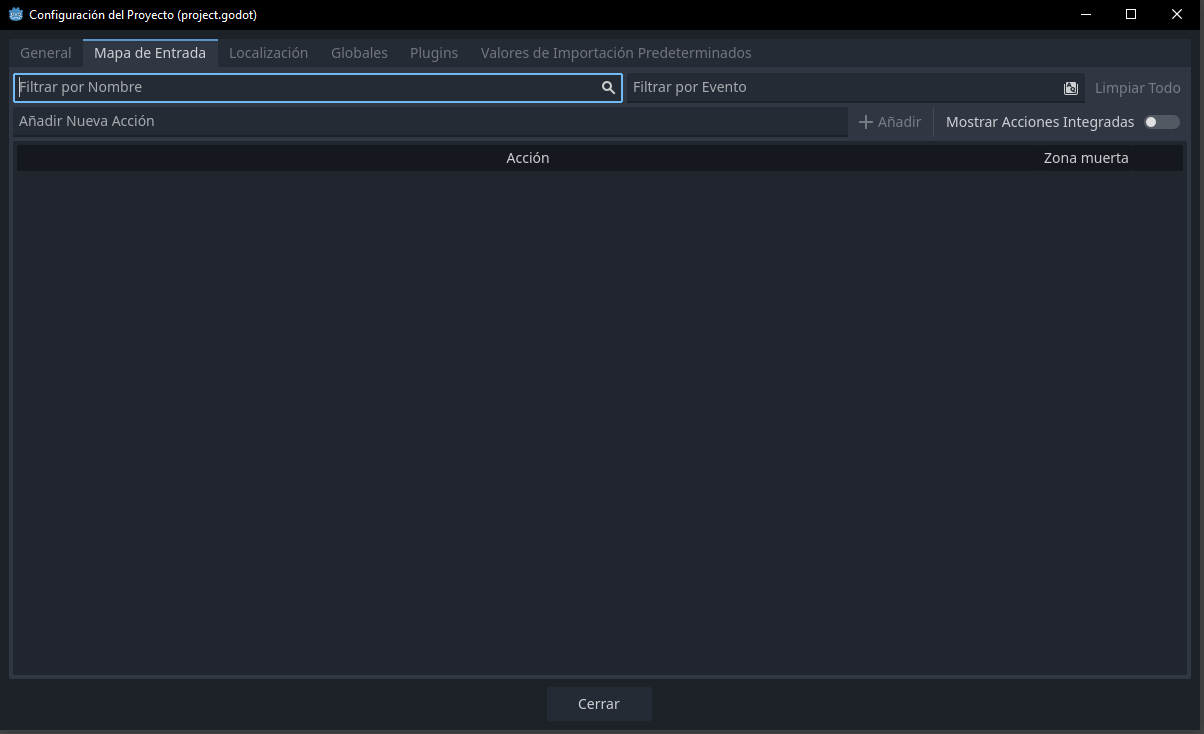 Configuración del Proyecto (project.godot)
General Mapa de Entrada Localización Globales Plugins Valores de Importación Predeterminados
Filtrar por Nombre Filtrar por Evento Limpiar Todo
Añadir Nueva Acción Añadir Mostrar Acciones Integradas
Acción Zona muerta
Cerrar